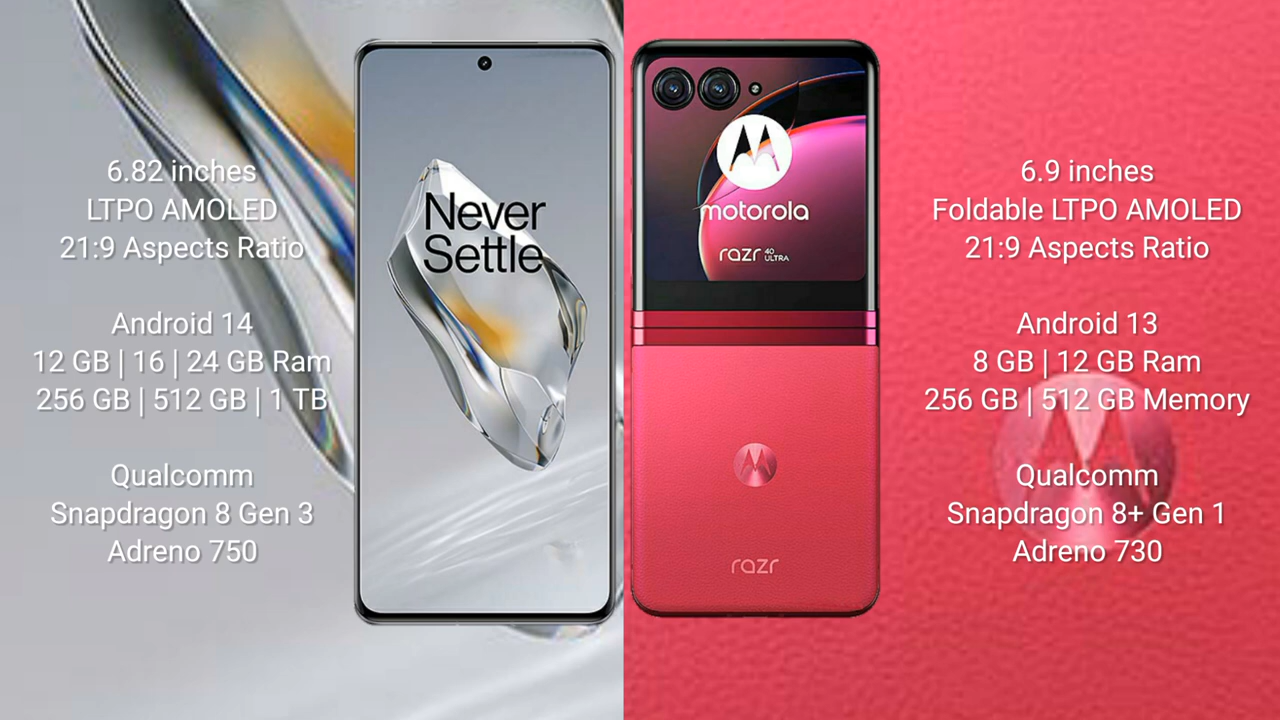 6.82 inches
LTPO AMOLED
21:9 Aspects Ratio
Android 14
12 GB | 16 | 24 GB Ram
256 GB | 512 GB | 1 TB
Qualcomm
Snapdragon 8 Gen 3
Adreno 750
Never
Settle
motorola
razr 40 ULTRA
razr
6.9 inches
Foldable LTPO AMOLED
21:9 Aspects Ratio
Android 13
8 GB | 12 GB Ram
256 GB | 512 GB Memory
Qualcomm
Snapdragon 8+ Gen 1
Adreno 730